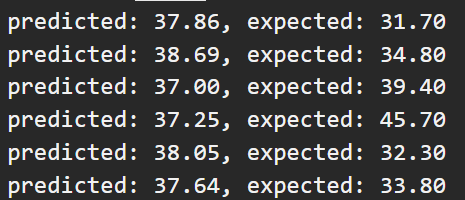 predicted: 37.86, expected: 31.70
predicted: 38.69, expected: 34.80
predicted: 37.00, expected: 39.40
predicted: 37.25, expected: 45.70
predicted: 38.05, expected: 32.30
predicted: 37.64, expected: 33.80